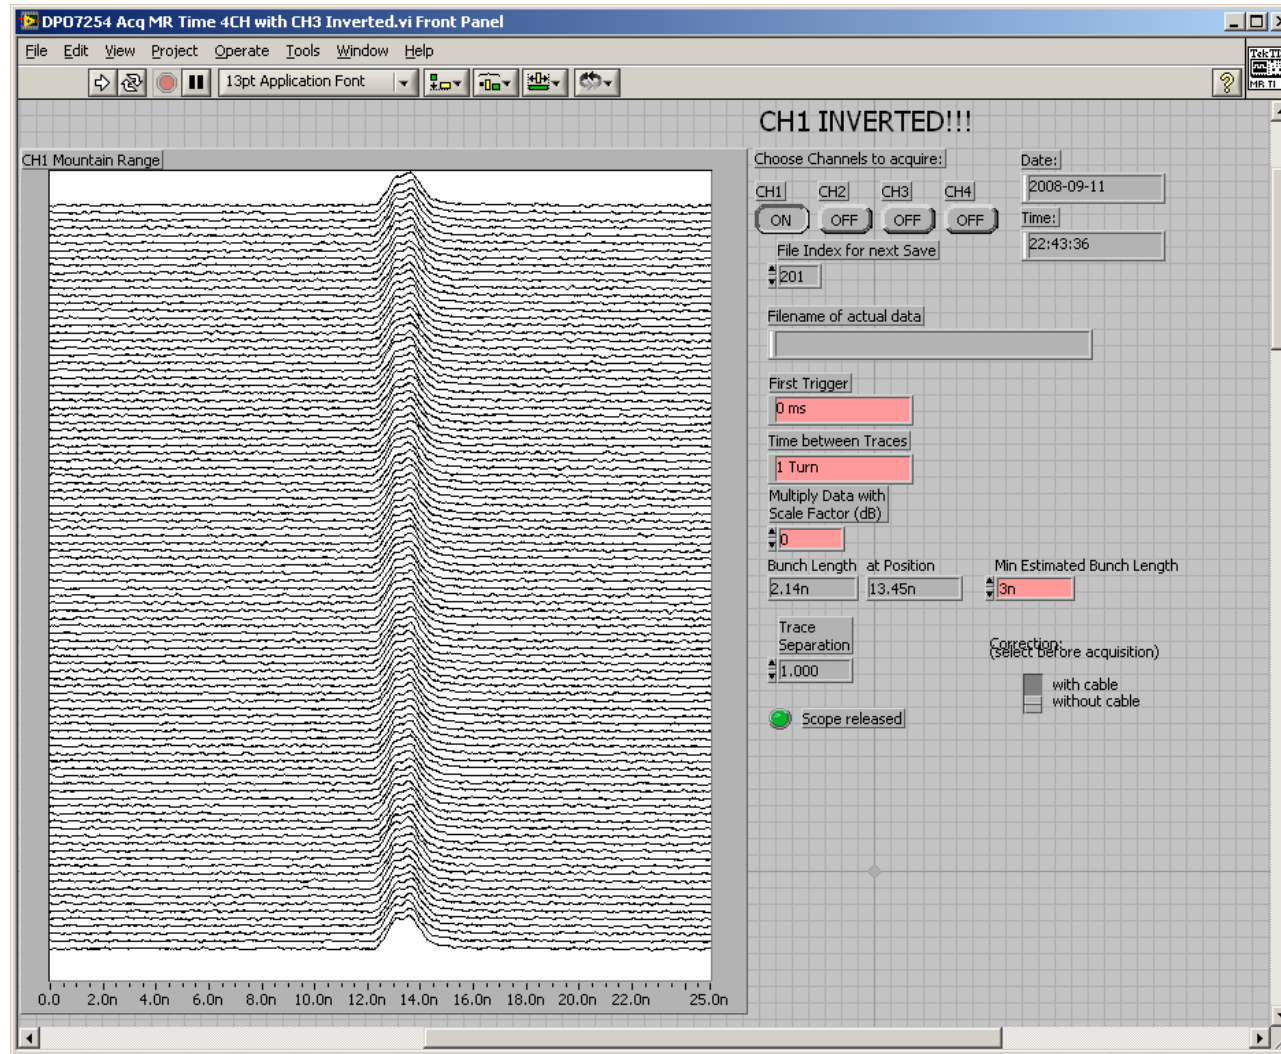 DPO7254 Acq MR Time 4CH with CH3 Inverted.vi Front Panel
File Edit View Project Operate Tools Window Help
13pt Application Font
MR TI
CH1 INVERTED!!!
CH1 Mountain Range
Choose Channels to acquire:
Date:
CH1 CH2 CH3 CH4
2008-09-11
ON OFF OFF OFF
Time:
22:43:36
File Index for next Save
201
Filename of actual data
First Trigger
0 ms
Time between Traces
1 Turn
Multiply Data with
Scale Factor (dB)
0
Bunch Length at Position Min Estimated Bunch Length
2.14n 13.45n 3n
Trace
Separation
1.000
Correction:
(select before acquisition)
with cable
without cable
Scope released
0.0 2.0n 4.0n 6.0n 8.0n 10.0n 12.0n 14.0n 16.0n 18.0n 20.0n 22.0n 25.0n